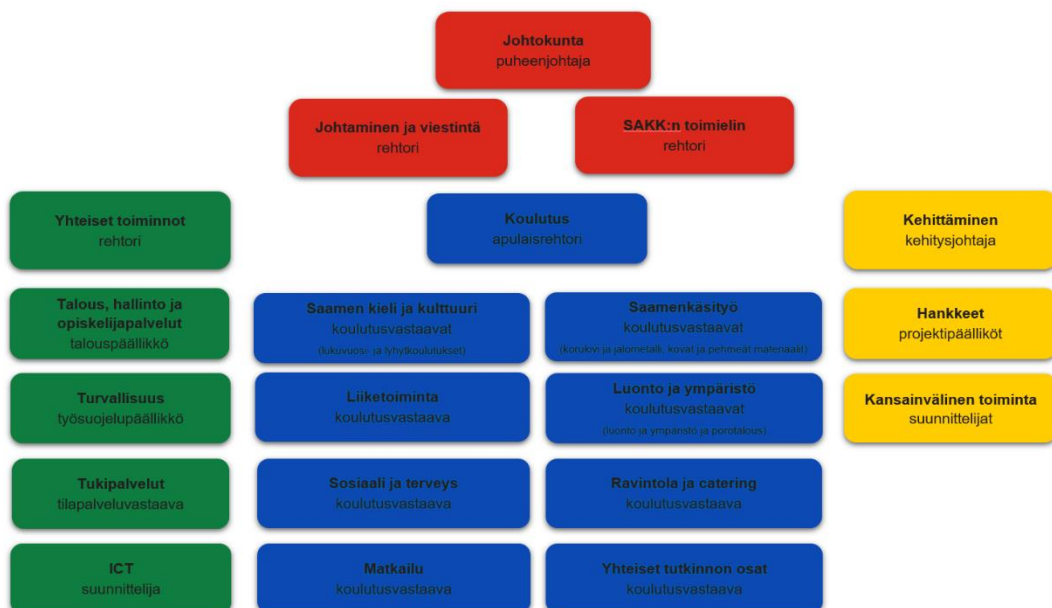 Johtokunta
puheenjohtaja
Johtaminen ja viestintä
rehtori
SAKK:n toimielin
rehtori
Yhteiset toiminnot
rehtori
Koulutus
apulaisrehtori
Kehittäminen
kehitysjohtaja
Talous, hallinto ja
opiskelijapalvelut
talouspäällikkö
Saamen kieli ja kulttuuri
koulutusvastaavat
(lukuvuosi- ja lyhytkoulutukset)
Saamenkäsityö
koulutusvastaavat
(korukivi ja jalometalli, kovat ja pehmeät materiaalit)
Hankkeet
projektipäälliköt
Turvallisuus
työsuojelupäällikkö
Liiketoiminta
koulutusvastaava
Luonto ja ympäristö
koulutusvastaavat
(luonto ja ympäristö ja porotalous)
Kansainvälinen toiminta
suunnittelijat
Tukipalvelut
tilapalveluvastaava
Sosiaali ja terveys
koulutusvastaava
Ravintola ja catering
koulutusvastaava
ICT
suunnittelija
Matkailu
koulutusvastaava
Yhteiset tutkinnon osat
koulutusvastaava